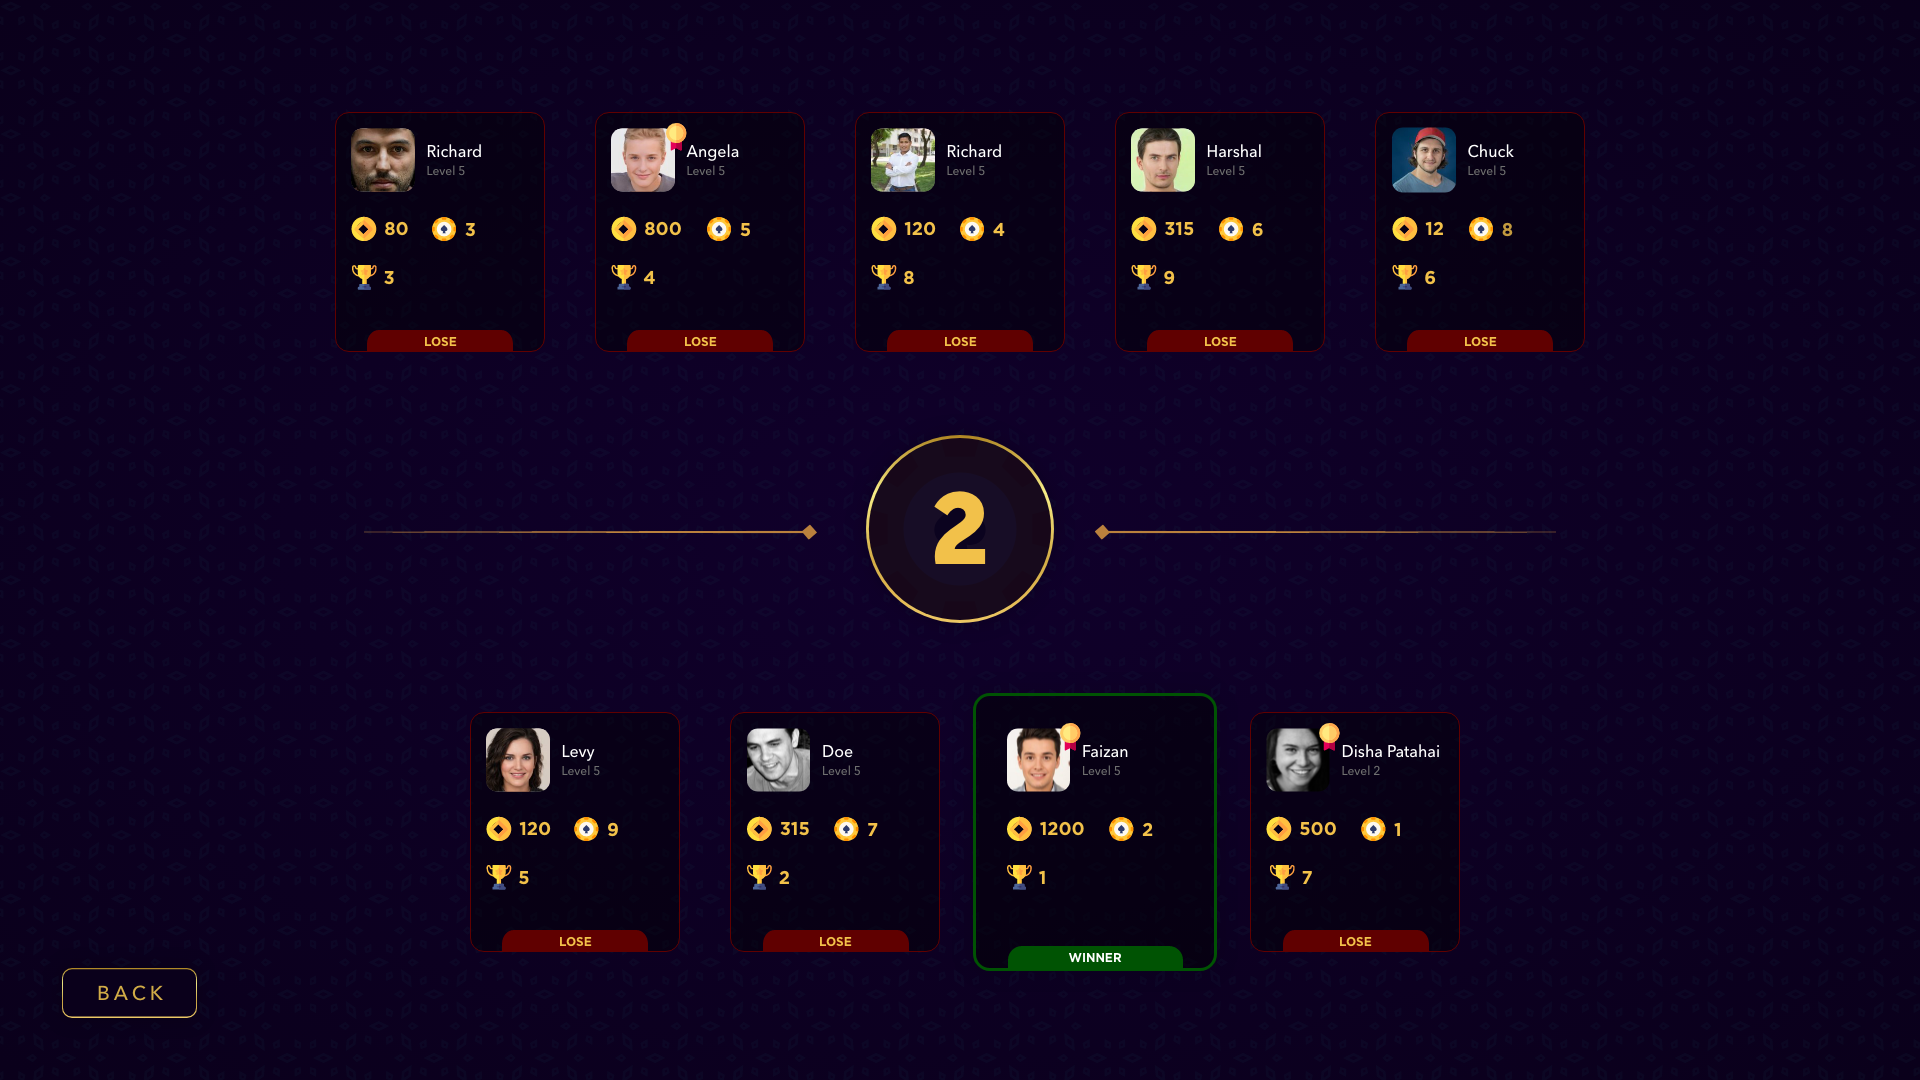 Richard
Level 5
80 3
3
LOSE
Angela
Level 5
800 5
4
LOSE
Richard
Level 5
120 4
8
LOSE
Harshal
Level 5
315 6
9
LOSE
Chuck
Level 5
12 8
6
LOSE
2
Levy
Level 5
120 9
5
LOSE
Doe
Level 5
315 7
2
LOSE
Faizan
Level 5
1200 2
1
WINNER
Disha Patahai
Level 2
500 1
7
LOSE
BACK